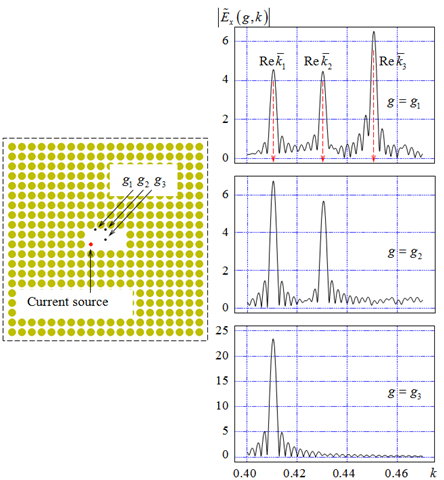 |Ẽₓ(g,k)|
6
4
2
0
Re k̄₁
Re k̄₂
Re k̄₃
g = g₁
g₁ g₂ g₃
Current source
6
4
2
0
g = g₂
25
20
15
10
5
0
g = g₃
0.40 0.42 0.44 0.46 k